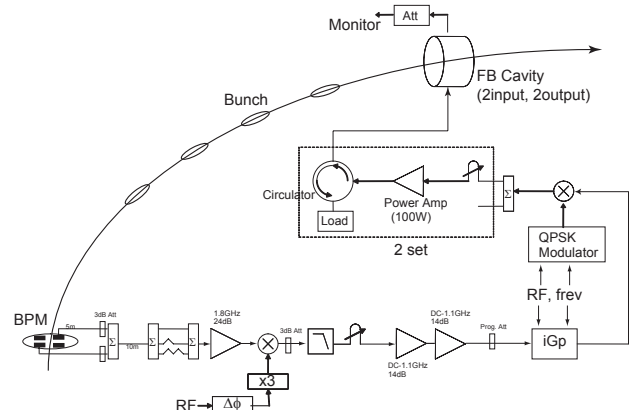 Monitor
Att
FB Cavity
(2input, 2output)
Bunch
Circulator
Load
Power Amp
(100W)
Σ
2 set
QPSK
Modulator
RF, frev
BPM
5m
3dB Att
10m
Σ
Σ
Σ
1.8GHz
24dB
3dB Att
x3
RF
Δϕ
DC-1.1GHz
14dB
DC-1.1GHz
14dB
Prog. Att
iGp